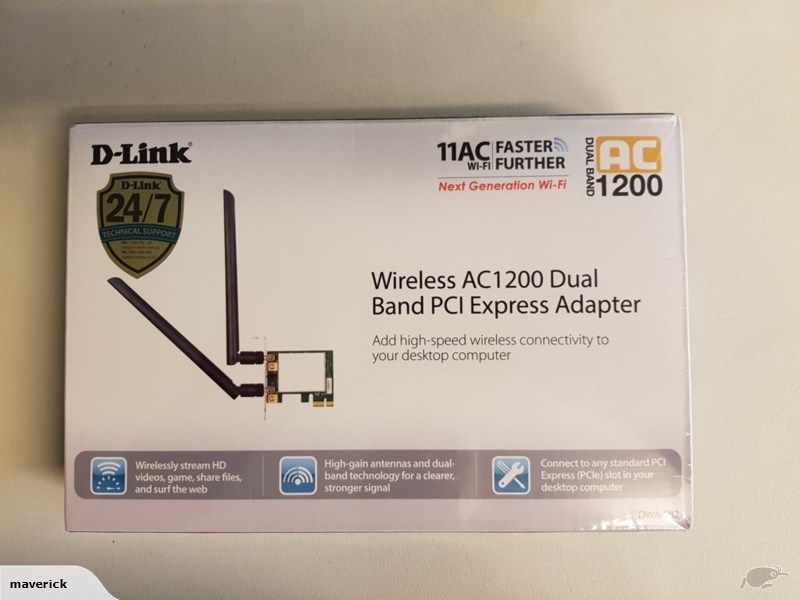 D-Link
D-Link
24/7
TECHNICAL SUPPORT
11AC
WI-FI
FASTER
FURTHER
Next Generation Wi-Fi
DUAL BAND
AC
1200
Wireless AC1200 Dual
Band PCI Express Adapter
Add high-speed wireless connectivity to
your desktop computer
Wirelessly stream HD
videos, game, share files,
and surf the web
High-gain antennas and dual-
band technology for a clearer,
stronger signal
Connect to any standard PCI
Express (PCIe) slot in your
desktop computer
maverick